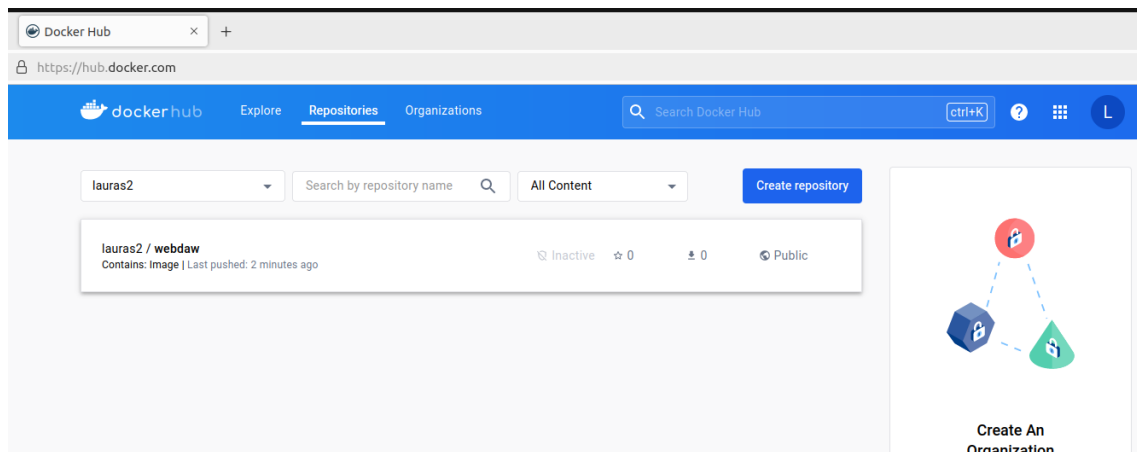 Docker Hub × +
https://hub.docker.com
dockerhub Explore Repositories Organizations Search Docker Hub ctrl+K ? L
lauras2 Search by repository name All Content Create repository
lauras2 / webdaw
Contains: Image | Last pushed: 2 minutes ago
Inactive 0 0 Public
Create An
Organization